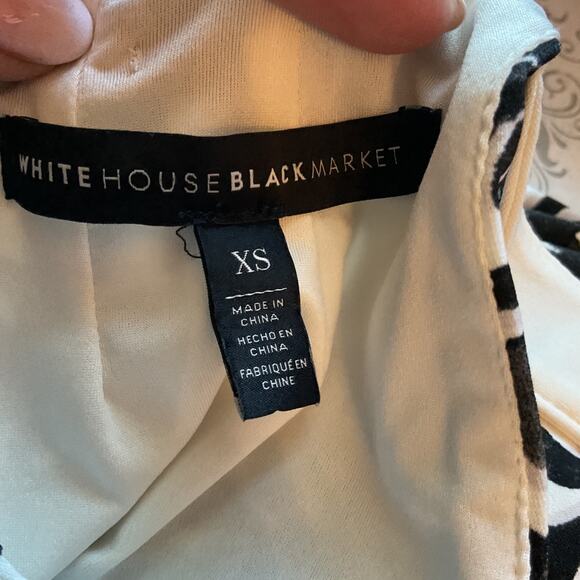 WHITE HOUSE BLACK MARKET
XS
MADE IN
CHINA
HECHO EN
CHINA
FABRIQUÉ EN
CHINE